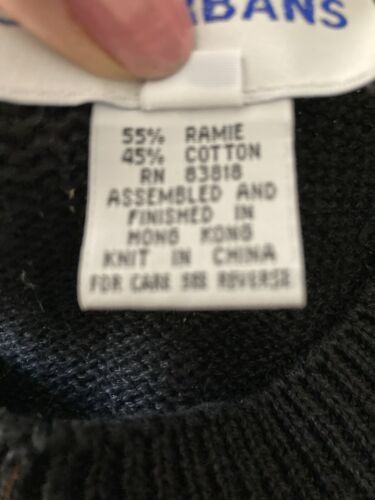 RBANS
55% RAMIE
45% COTTON
RN 83818
ASSEMBLED AND
FINISHED IN
HONG KONG
KNIT IN CHINA
FOR CARE SEE REVERSE